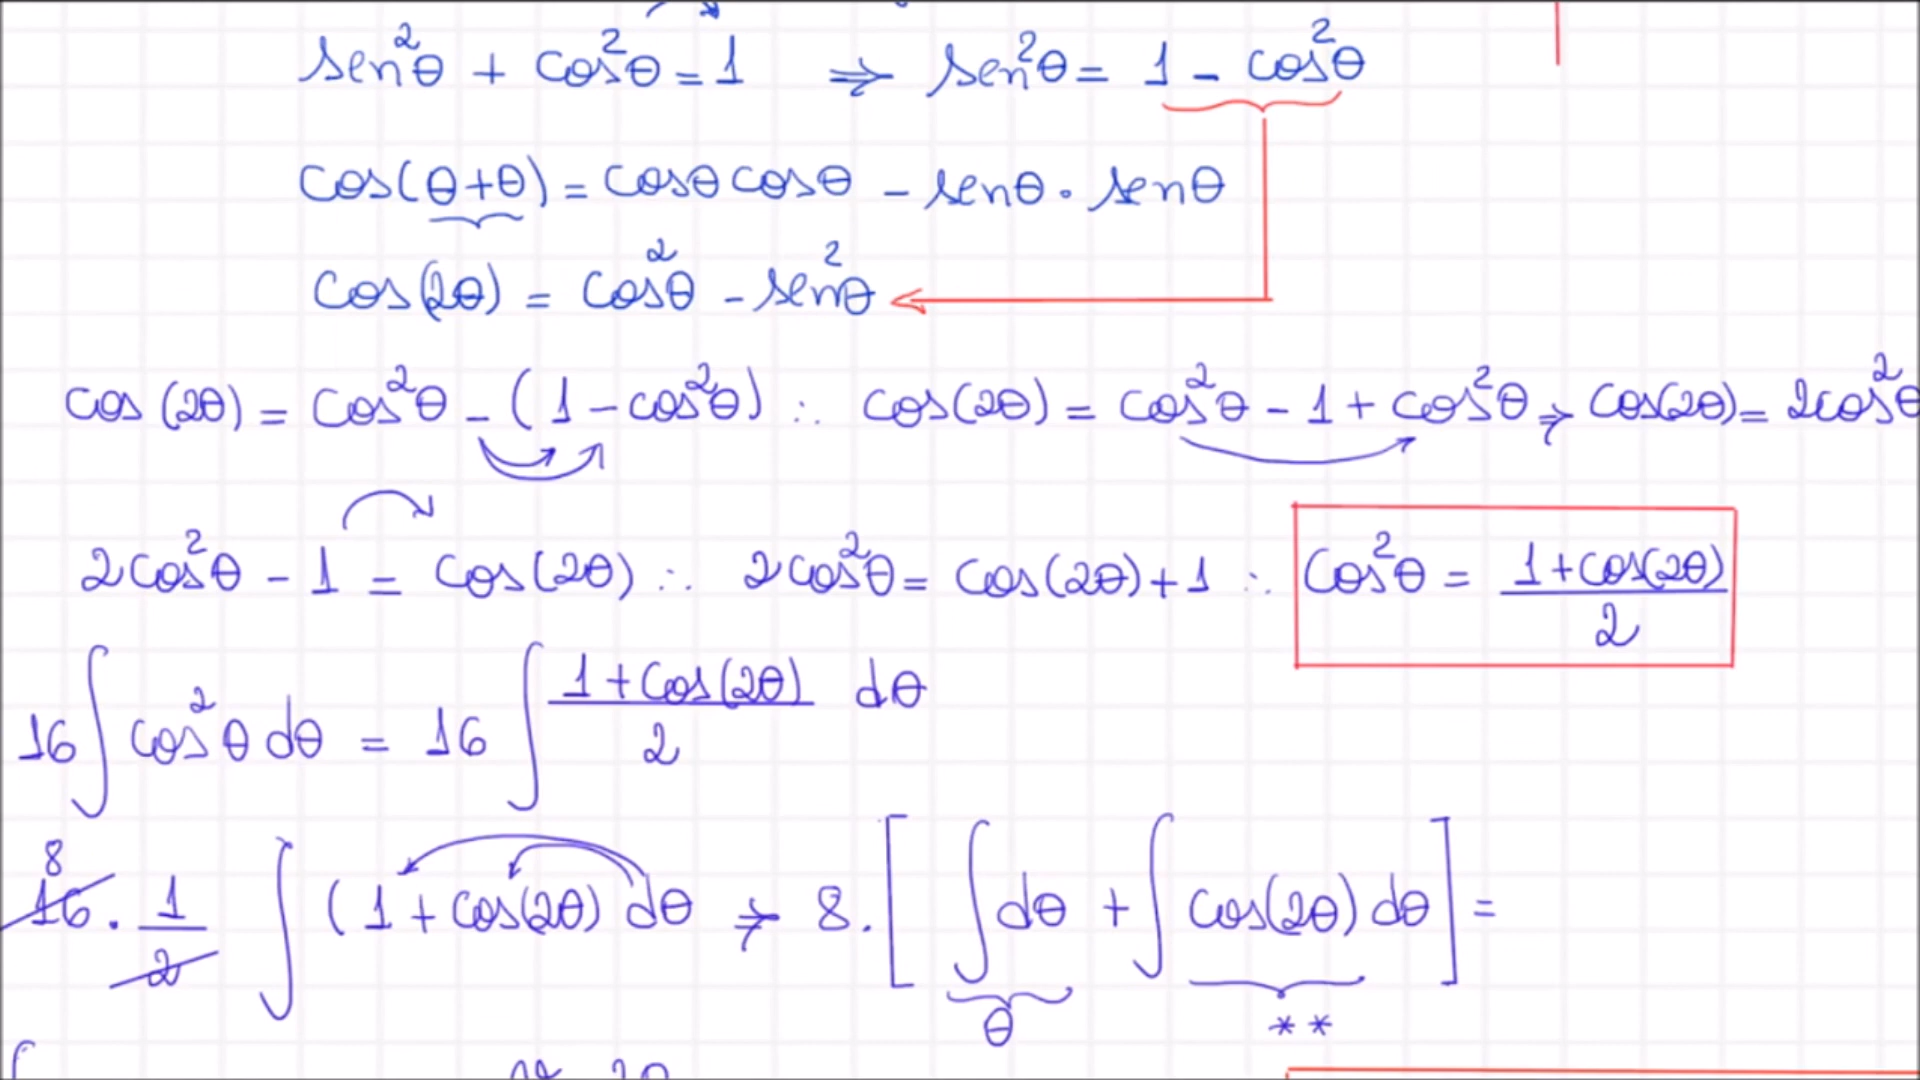 sen²θ + cos²θ = 1 ⇒ sen²θ = 1 - cos²θ
cos(θ+θ) = cosθ cosθ - senθ · senθ
cos(2θ) = cos²θ - sen²θ
cos(2θ) = cos²θ - (1 - cos²θ) ∴ cos(2θ) = cos²θ - 1 + cos²θ ⇒ cos(2θ) = 2cos²θ
2cos²θ - 1 = cos(2θ) ∴ 2cos²θ = cos(2θ) + 1 ∴ cos²θ = (1+cos(2θ))/2
16 ∫ cos²θ dθ = 16 ∫ (1+cos(2θ))/2 dθ
8
16 · 1/2 ∫ (1 + cos(2θ) dθ ⇒ 8 · [ ∫ dθ + ∫ cos(2θ) dθ ] =
θ **